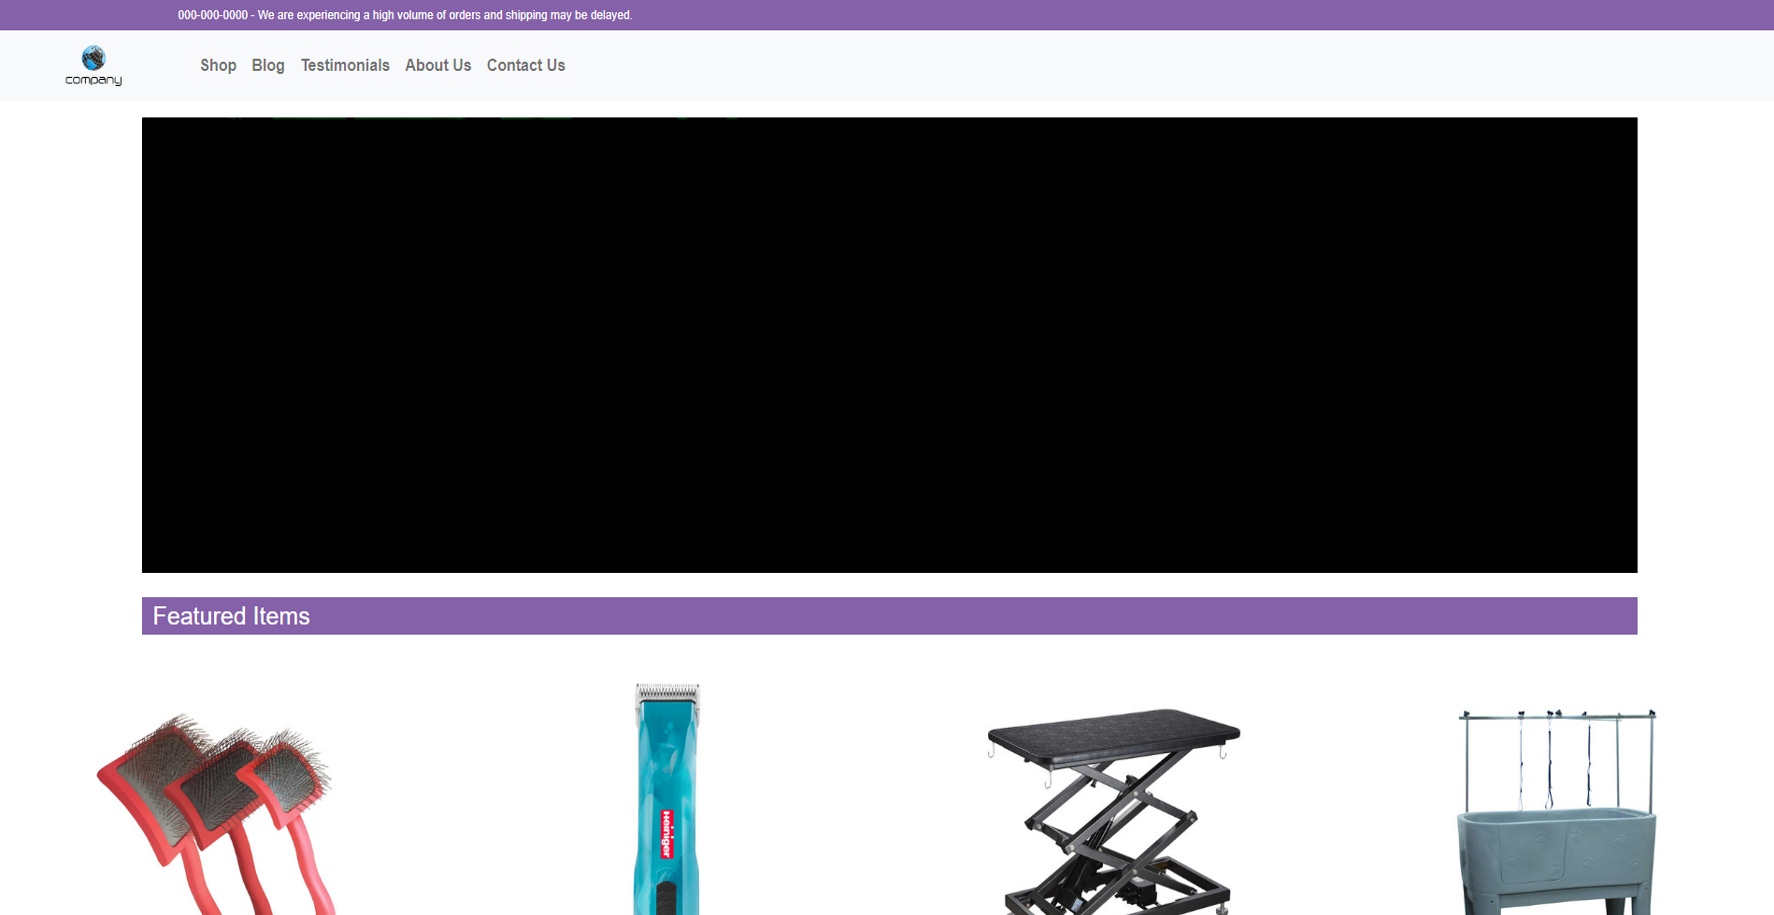 000-000-0000 - We are experiencing a high volume of orders and shipping may be delayed.
company
Shop Blog Testimonials About Us Contact Us
Featured Items
Heiniger